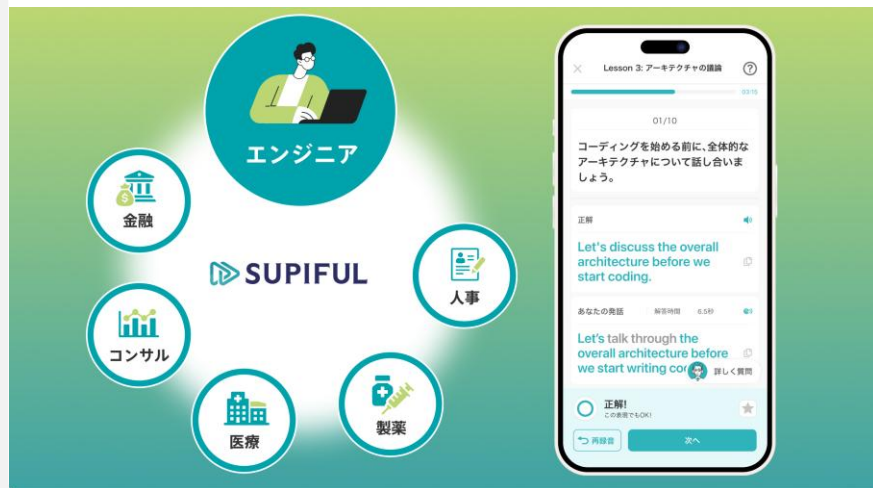 エンジニア
金融
SUPIFUL
人事
コンサル
医療
製薬
Lesson 3: アーキテクチャの議論
?
03:15
01/10
コーディングを始める前に、全体的な
アーキテクチャについて話し合いま
しょう。
正解
Let's discuss the overall
architecture before we
start coding.
あなたの発話 解答時間 8.5秒
Let's talk through the
overall architecture before
we start writing
詳しく質問
正解!
この表現でもOK!
再録音
次へ